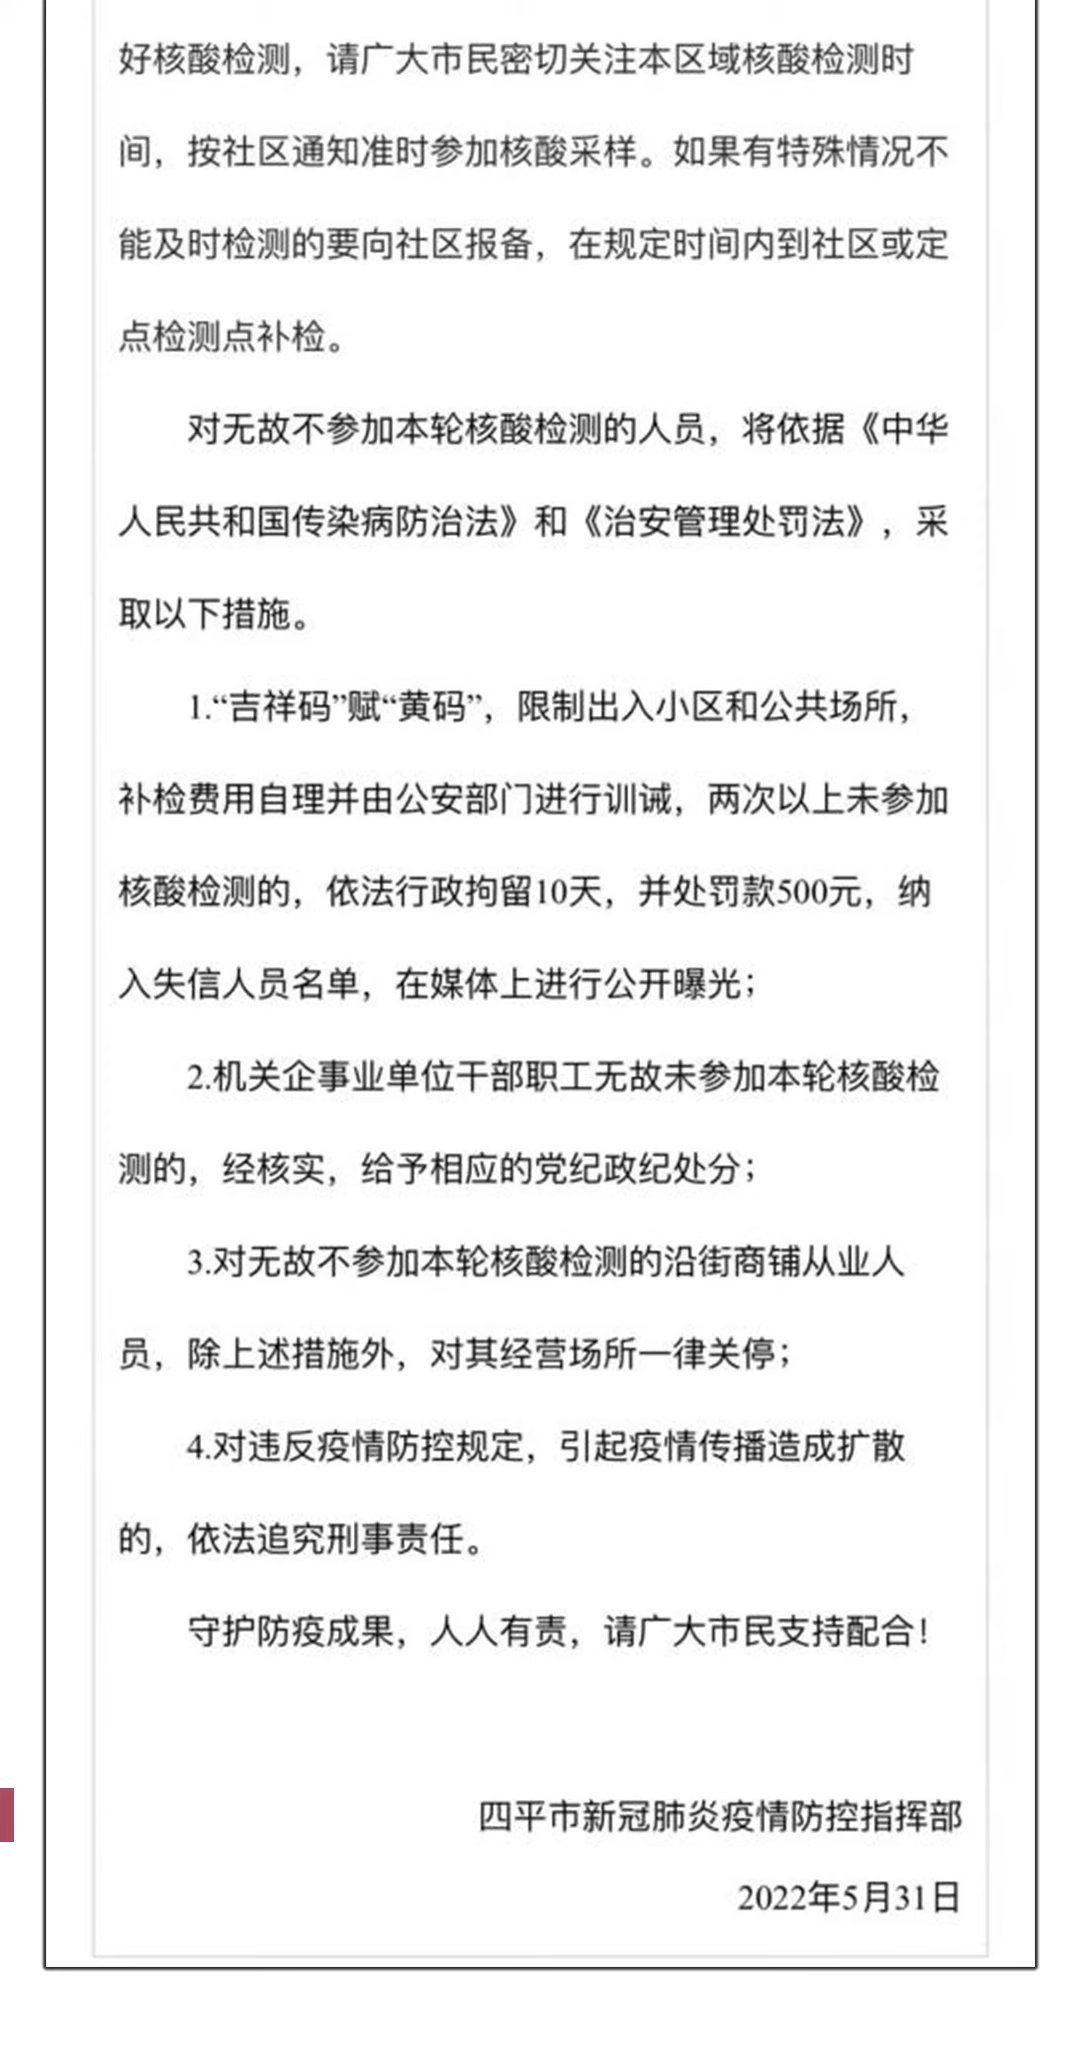 好核酸检测，请广大市民密切关注本区域核酸检测时
间，按社区通知准时参加核酸采样。如果有特殊情况不
能及时检测的要向社区报备，在规定时间内到社区或定
点检测点补检。
对无故不参加本轮核酸检测的人员，将依据《中华
人民共和国传染病防治法》和《治安管理处罚法》，采
取以下措施。
1.“吉祥码”赋“黄码”，限制出入小区和公共场所，
补检费用自理并由公安部门进行训诫，两次以上未参加
核酸检测的，依法行政拘留10天，并处罚款500元，纳
入失信人员名单，在媒体上进行公开曝光；
2.机关企事业单位干部职工无故未参加本轮核酸检
测的，经核实，给予相应的党纪政纪处分；
3.对无故不参加本轮核酸检测的沿街商铺从业人
员，除上述措施外，对其经营场所一律关停；
4.对违反疫情防控规定，引起疫情传播造成扩散
的，依法追究刑事责任。
守护防疫成果，人人有责，请广大市民支持配合！
四平市新冠肺炎疫情防控指挥部
2022年5月31日